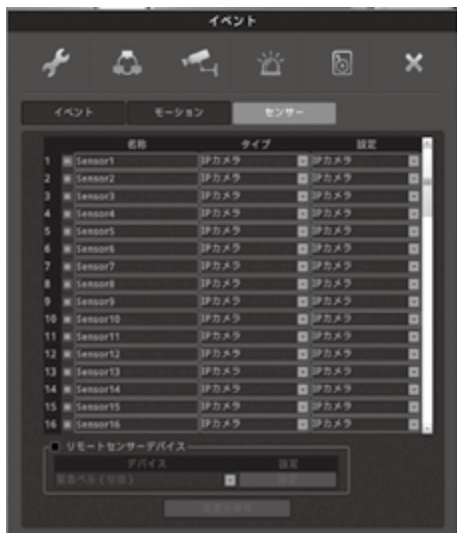 イベント
イベント モーション センサー
名称 タイプ 設定
1 Sensor1 IPカメラ IPカメラ
2 Sensor2 IPカメラ IPカメラ
3 Sensor3 IPカメラ IPカメラ
4 Sensor4 IPカメラ IPカメラ
5 Sensor5 IPカメラ IPカメラ
6 Sensor6 IPカメラ IPカメラ
7 Sensor7 IPカメラ IPカメラ
8 Sensor8 IPカメラ IPカメラ
9 Sensor9 IPカメラ IPカメラ
10 Sensor10 IPカメラ IPカメラ
11 Sensor11 IPカメラ IPカメラ
12 Sensor12 IPカメラ IPカメラ
13 Sensor13 IPカメラ IPカメラ
14 Sensor14 IPカメラ IPカメラ
15 Sensor15 IPカメラ IPカメラ
16 Sensor16 IPカメラ IPカメラ
リモートセンサーデバイス
デバイス 設定
設定